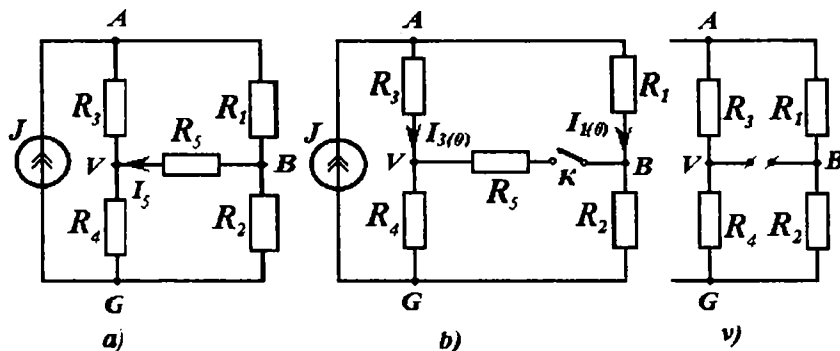 A A A
R₃ R₁ R₃ R₁ R₃ R₁
J R₅ J I₃₍₀₎ I₁₍₀₎
V B V B V B
I₅ R₅ K
R₄ R₂ R₄ R₂ R₄ R₂
G G G
a) b) v)